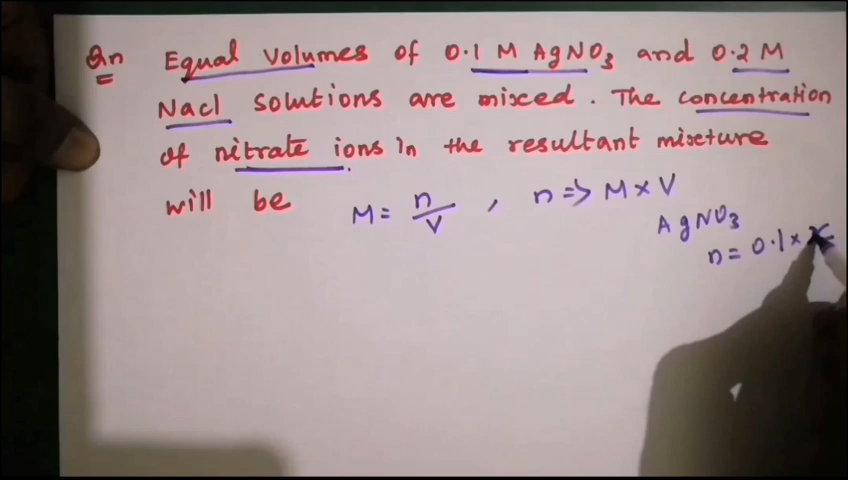 Qn Equal volumes of 0.1 M AgNO3 and 0.2 M
Nacl solutions are mixed. The concentration
of nitrate ions in the resultant mixture
will be M = n/V , n => M × V
AgNO3
n = 0.1 ×